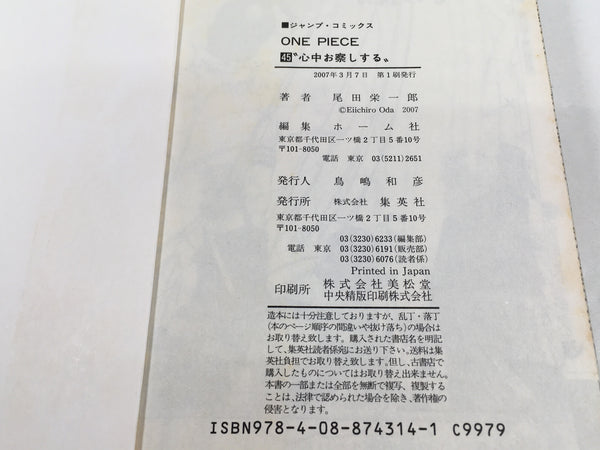 ■ジャンプ・コミックス
ONE PIECE
45 〝心中お察しする〟
2007年3月7日 第1刷発行
著者 尾田栄一郎
©Eiichiro Oda 2007
編集 ホーム社
東京都千代田区一ツ橋2丁目5番10号
〒101-8050
電話 東京 03(5211)2651
発行人 鳥嶋和彦
発行所 株式会社 集英社
東京都千代田区一ツ橋2丁目5番10号
〒101-8050
03(3230)6233(編集部)
電話 東京 03(3230)6191(販売部)
03(3230)6076(読者係)
Printed in Japan
印刷所 株式会社美松堂
中央精版印刷株式会社
造本には十分注意しておりますが、乱丁・落丁
(本のページ順序の間違いや抜け落ち)の場合は
お取り替え致します。購入された書店名を明記
して、集英社読者係宛にお送り下さい。送料は集
英社負担でお取り替え致します。但し、古書店で
購入したものについてはお取り替え出来ません。
本書の一部または全部を無断で複写、複製する
ことは、法律で認められた場合を除き、著作権の
侵害となります。
ISBN978-4-08-874314-1 C9979